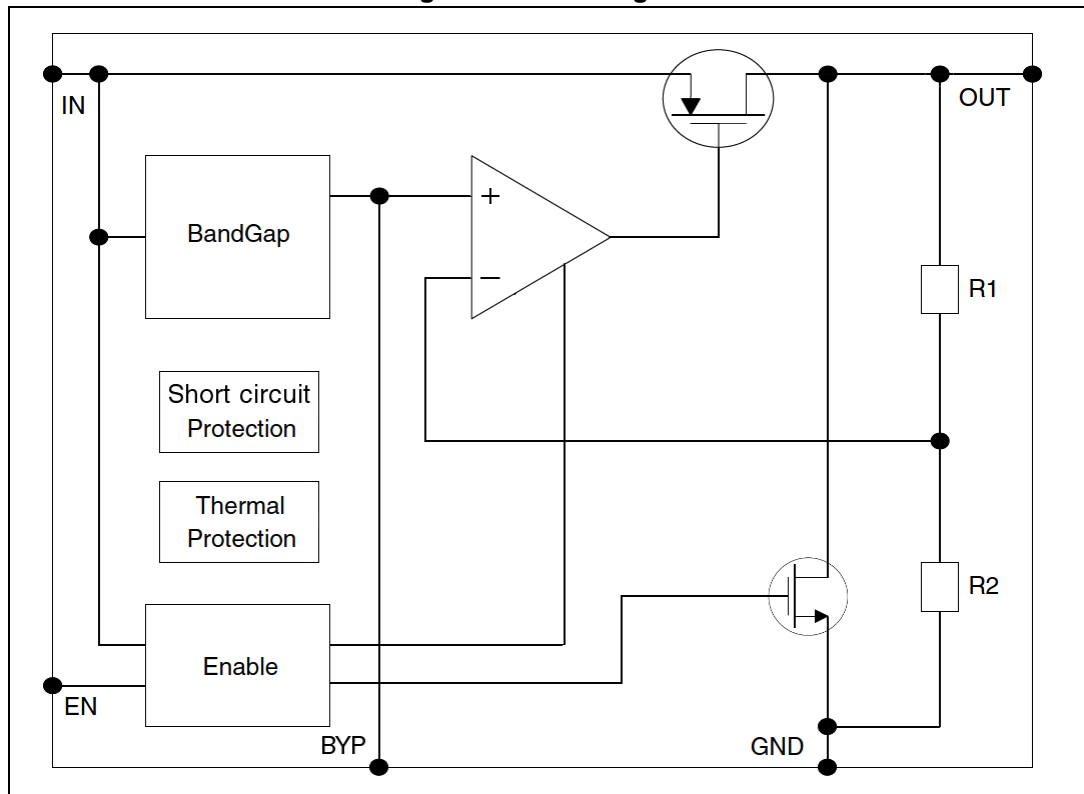 IN
OUT
BandGap
+
−
R1
Short circuit
Protection
Thermal
Protection
R2
Enable
EN
BYP
GND